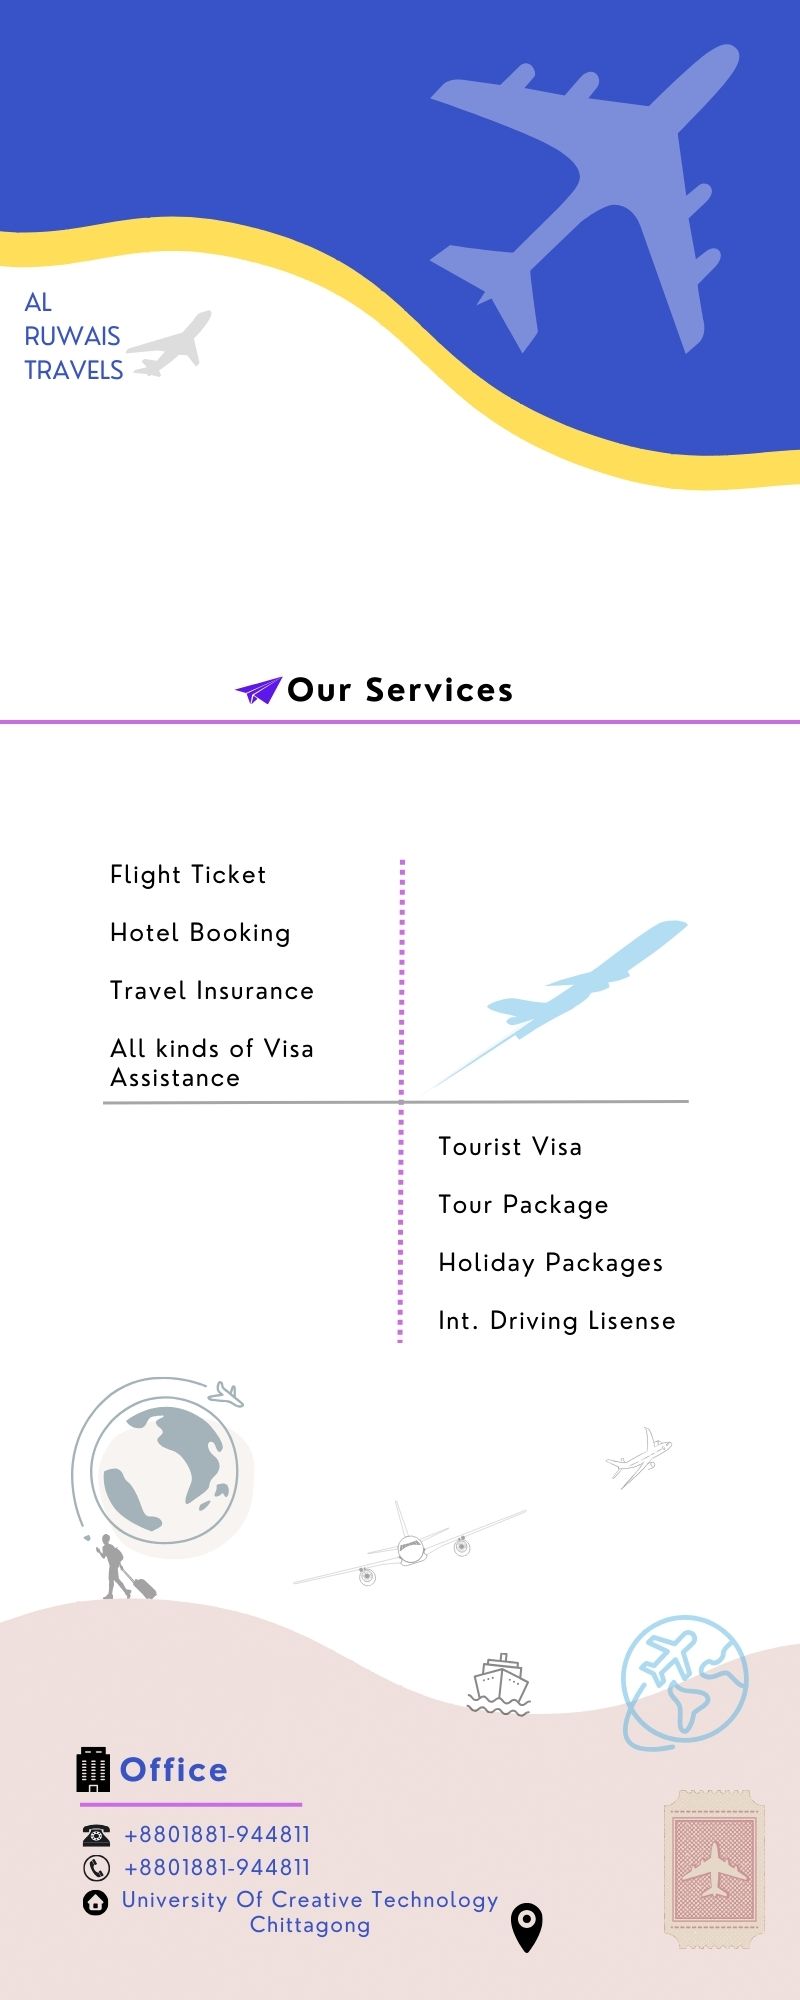 AL
RUWAIS
TRAVELS
Our Services
Flight Ticket
Hotel Booking
Travel Insurance
All kinds of Visa
Assistance
Tourist Visa
Tour Package
Holiday Packages
Int. Driving Lisense
Office
+8801881-944811
+8801881-944811
University Of Creative Technology
Chittagong